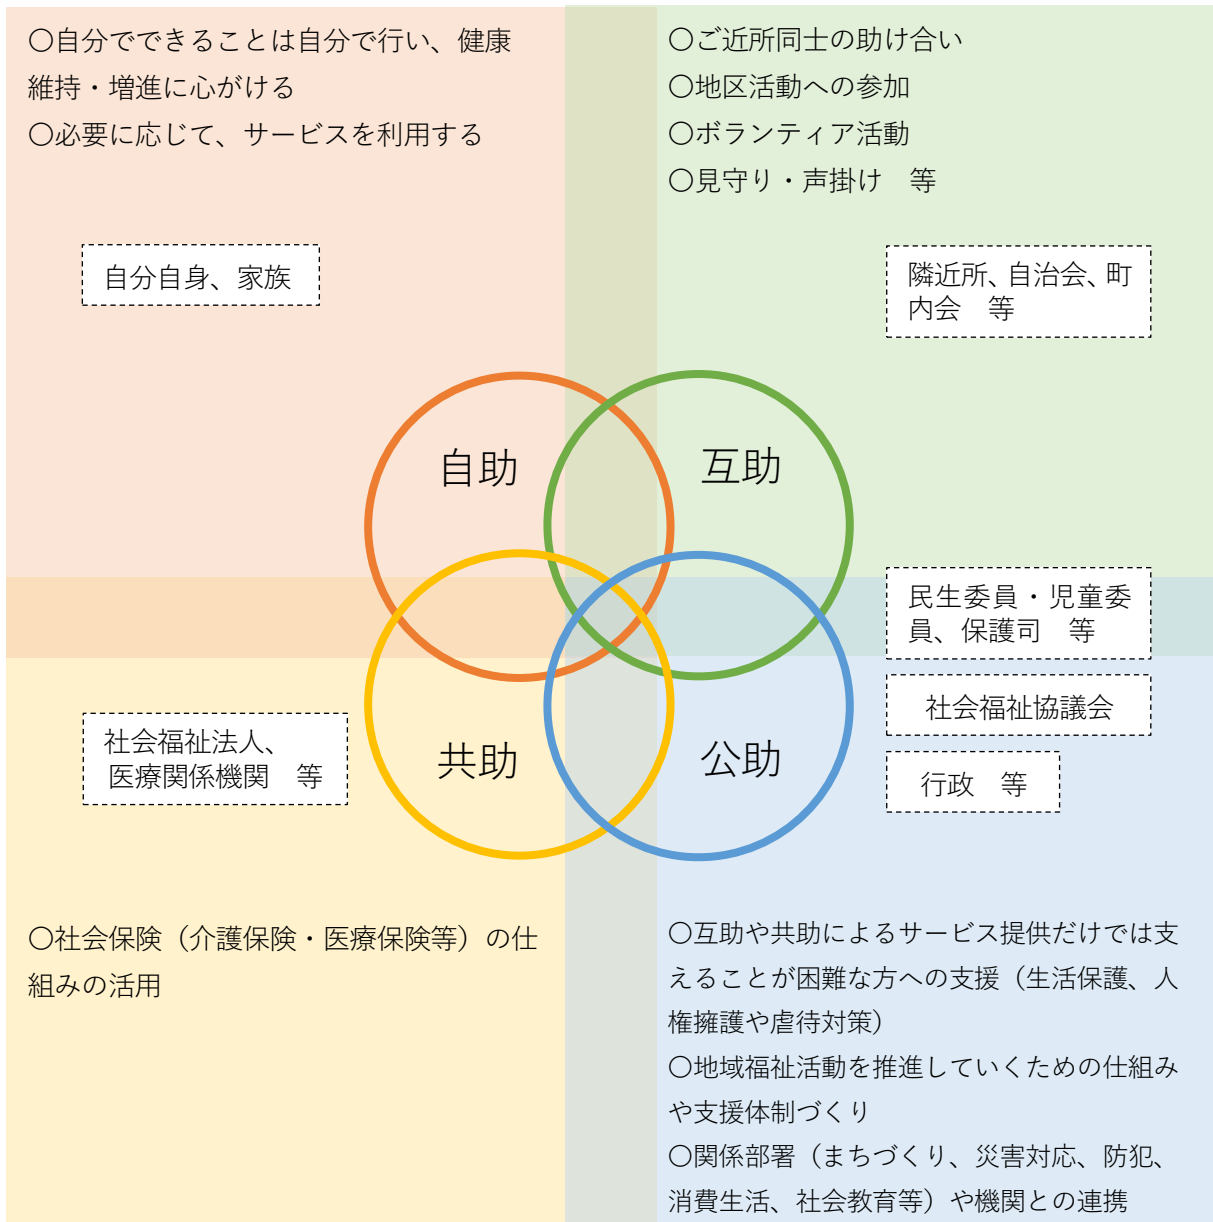 〇自分でできることは自分で行い、健康
維持・増進に心がける
〇必要に応じて、サービスを利用する
自分自身、家族
〇ご近所同士の助け合い
〇地区活動への参加
〇ボランティア活動
〇見守り・声掛け　等
隣近所、自治会、町
内会　等
自助
互助
共助
公助
民生委員・児童委
員、保護司　等
社会福祉協議会
行政　等
社会福祉法人、
医療関係機関　等
〇社会保険（介護保険・医療保険等）の仕
組みの活用
〇互助や共助によるサービス提供だけでは支
えることが困難な方への支援（生活保護、人
権擁護や虐待対策）
〇地域福祉活動を推進していくための仕組み
や支援体制づくり
〇関係部署（まちづくり、災害対応、防犯、
消費生活、社会教育等）や機関との連携